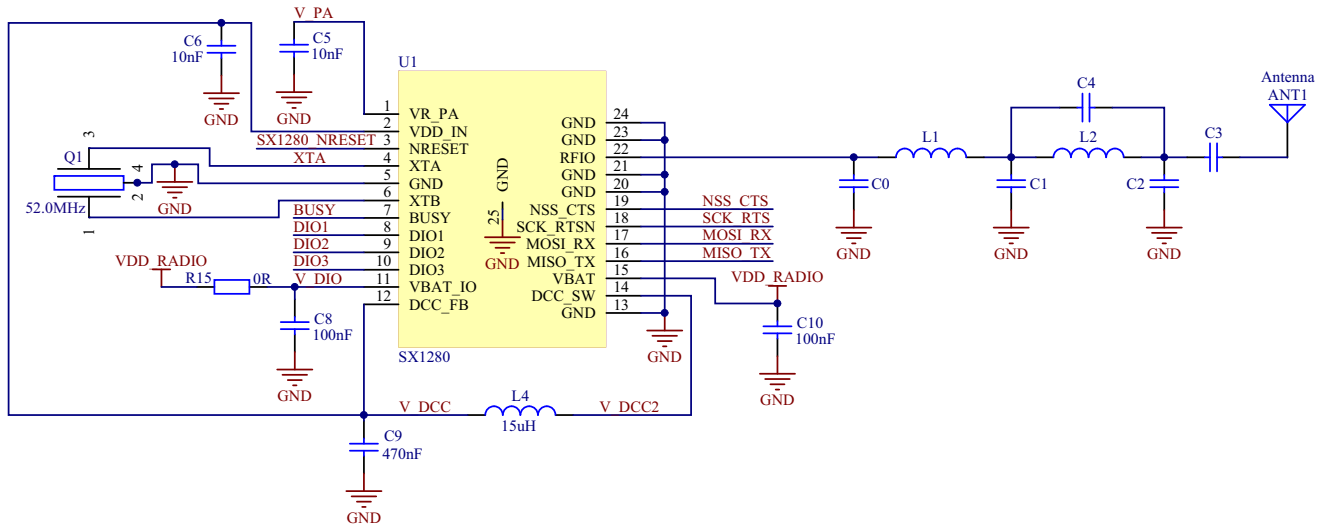 V_PA
C6
10nF
C5
10nF
GND
GND
U1
1 VR_PA
2 VDD_IN
SX1280_NRESET 3 NRESET
XTA 4 XTA
5 GND
6 XTB
BUSY 7 BUSY
DIO1 8 DIO1
DIO2 9 DIO2
DIO3 10 DIO3
V_DIO 11 VBAT_IO
12 DCC_FB
GND
25
GND
GND 24
GND 23
RFIO 22
GND 21
GND 20
NSS_CTS 19 NSS_CTS
SCK_RTSN 18 SCK_RTS
MOSI_RX 17 MOSI_RX
MISO_TX 16 MISO_TX
VBAT 15
DCC_SW 14
GND 13
SX1280
3
Q1
4
2
52.0MHz
1
GND
VDD_RADIO
R15
0R
C8
100nF
GND
V_DCC
L4
15uH
V_DCC2
C9
470nF
GND
GND
VDD_RADIO
C10
100nF
GND
C0
GND
L1
C1
GND
C4
L2
C2
GND
C3
Antenna
ANT1